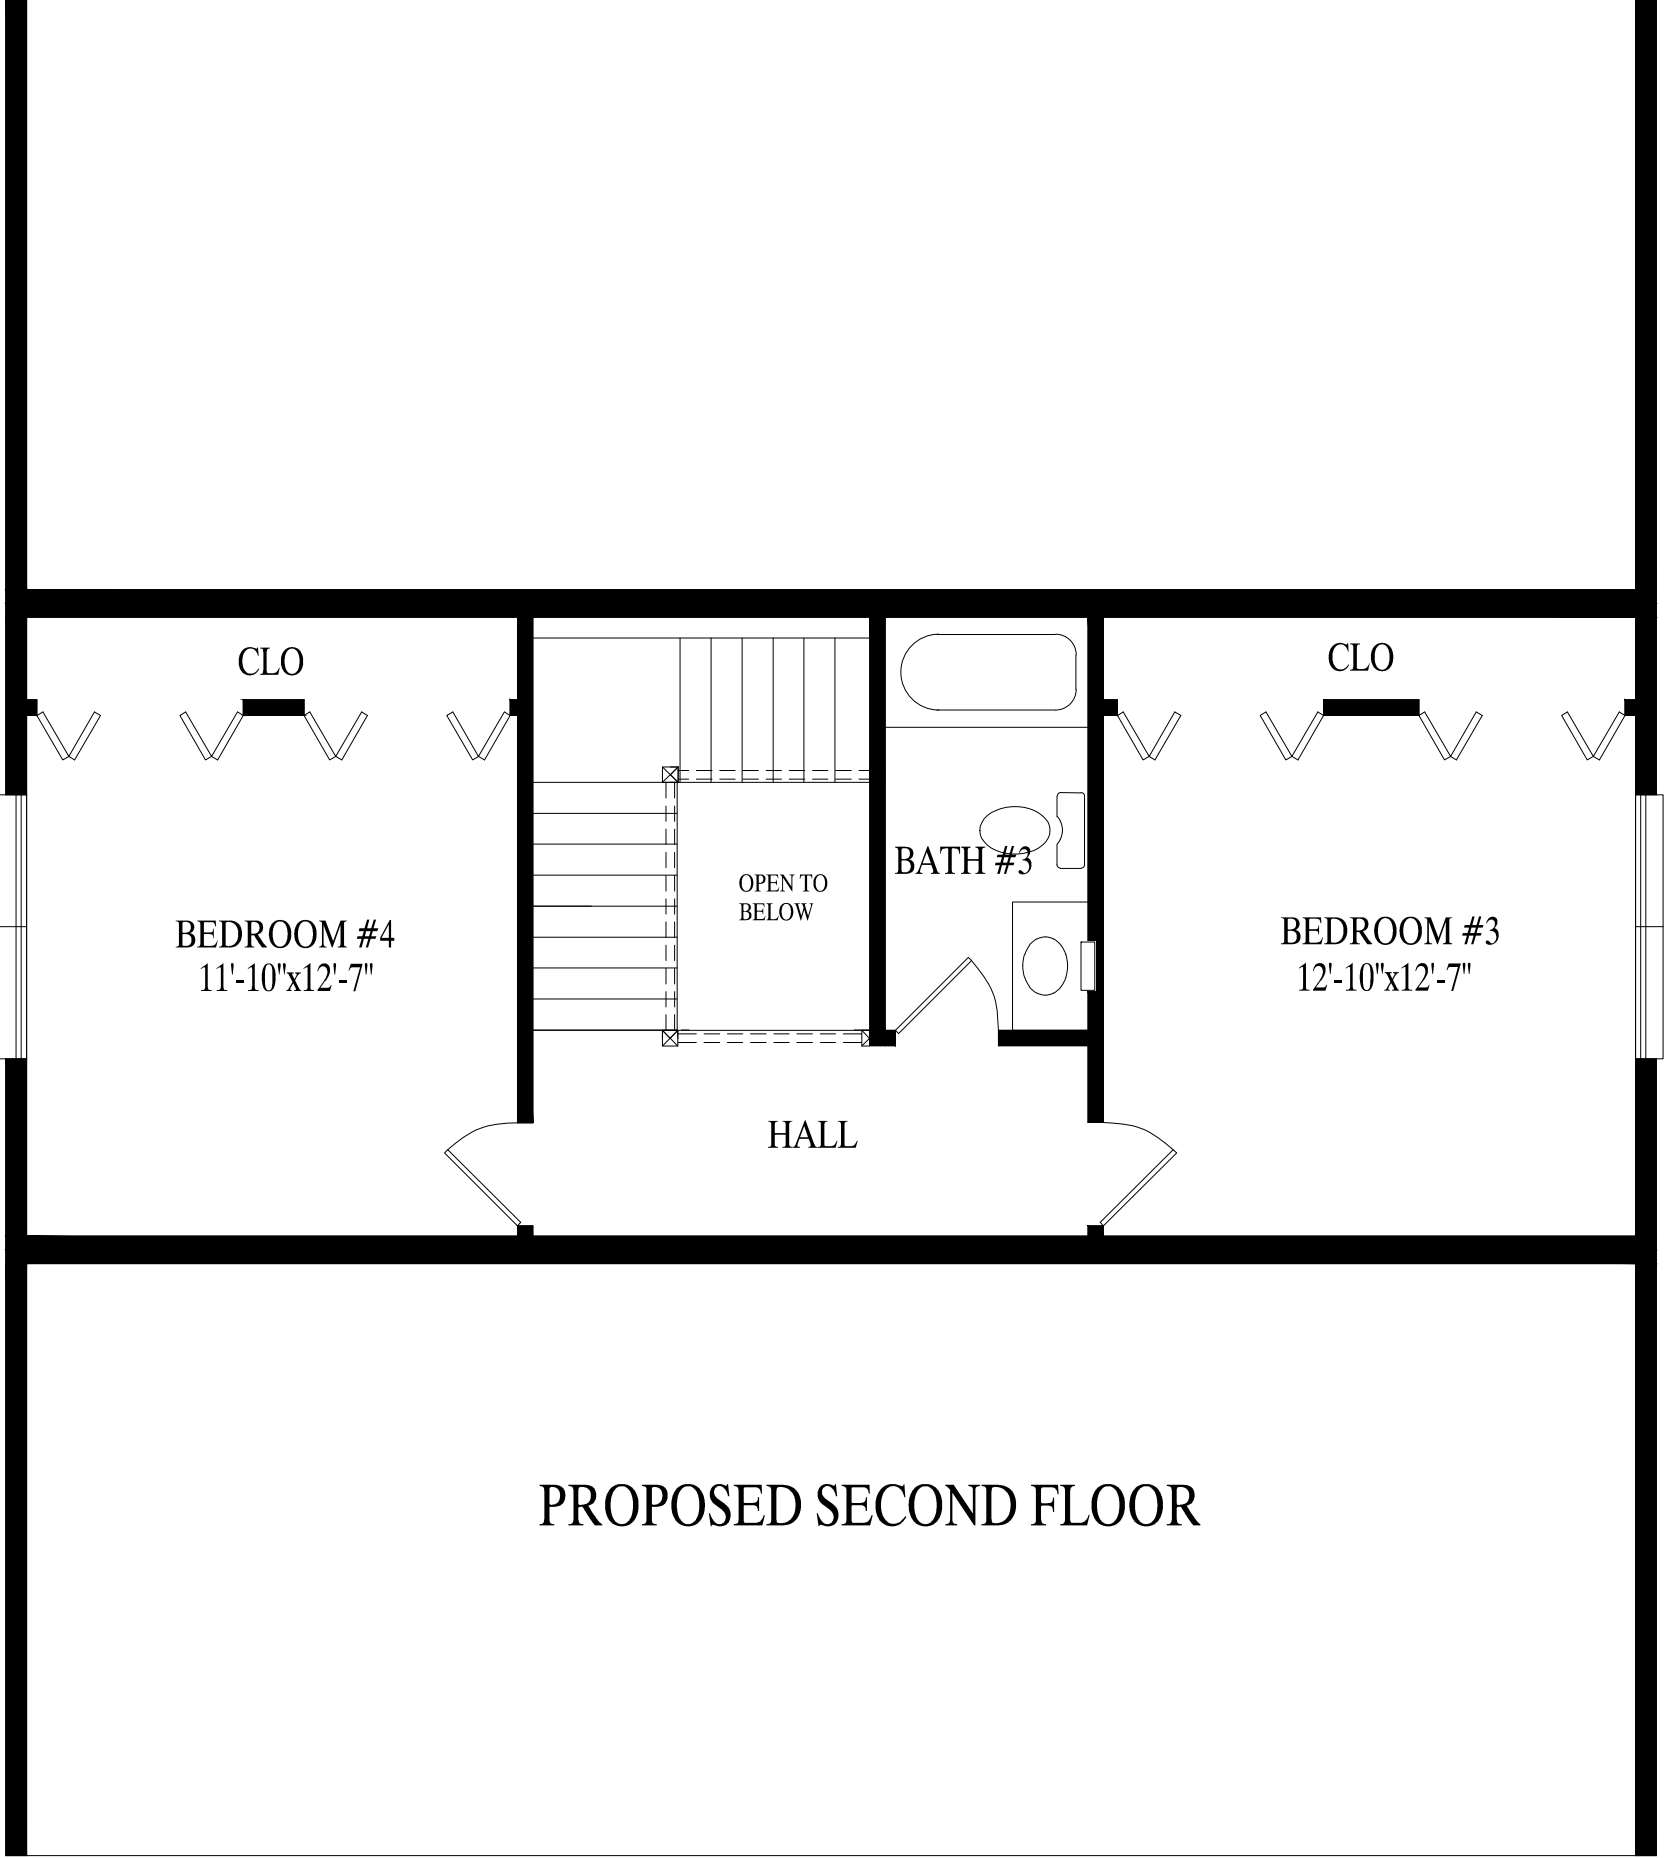 CLO
CLO
BATH #3
OPEN TO
BELOW
BEDROOM #4
11'-10"x12'-7"
BEDROOM #3
12'-10"x12'-7"
HALL
PROPOSED SECOND FLOOR